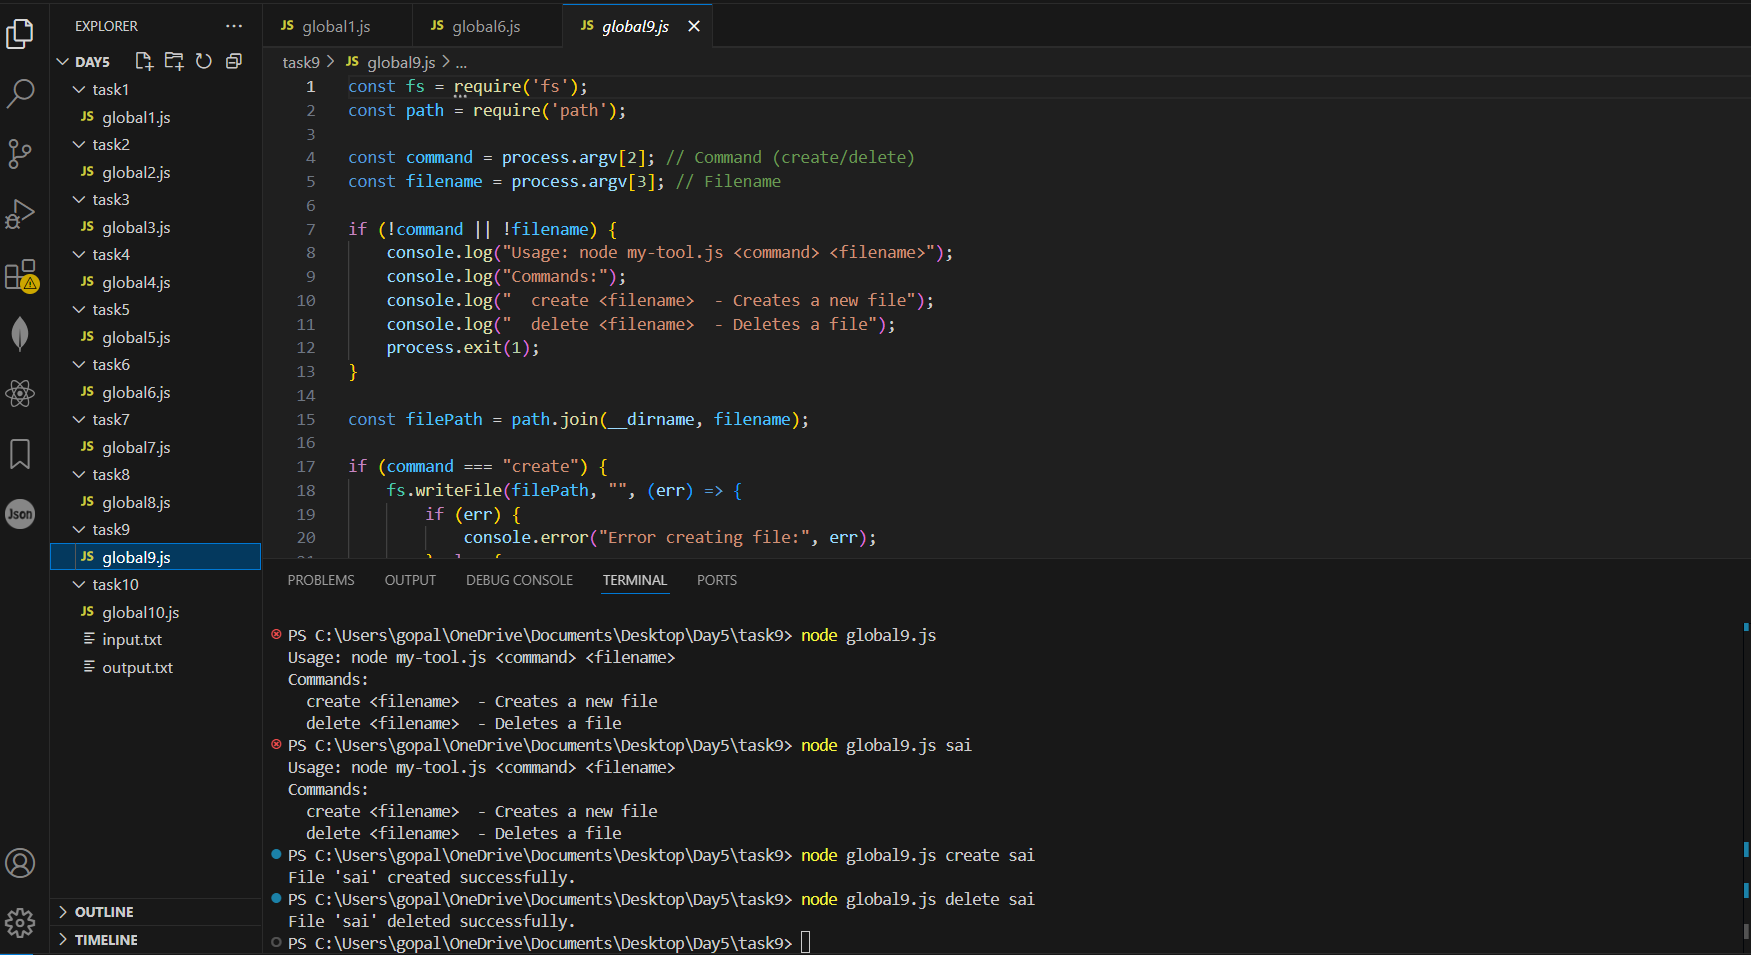 EXPLORER ...
DAY5
task1
JS global1.js
task2
JS global2.js
task3
JS global3.js
task4
JS global4.js
task5
JS global5.js
task6
JS global6.js
task7
JS global7.js
task8
JS global8.js
task9
JS global9.js
task10
JS global10.js
input.txt
output.txt
OUTLINE
TIMELINE
Json
JS global1.js JS global6.js JS global9.js
task9 > JS global9.js > ...
1 const fs = require('fs');
2 const path = require('path');
3
4 const command = process.argv[2]; // Command (create/delete)
5 const filename = process.argv[3]; // Filename
6
7 if (!command || !filename) {
8     console.log("Usage: node my-tool.js <command> <filename>");
9     console.log("Commands:");
10     console.log("  create <filename>  - Creates a new file");
11     console.log("  delete <filename>  - Deletes a file");
12     process.exit(1);
13 }
14
15 const filePath = path.join(__dirname, filename);
16
17 if (command === "create") {
18     fs.writeFile(filePath, "", (err) => {
19         if (err) {
20             console.error("Error creating file:", err);
PROBLEMS OUTPUT DEBUG CONSOLE TERMINAL PORTS
PS C:\Users\gopal\OneDrive\Documents\Desktop\Day5\task9> node global9.js
Usage: node my-tool.js <command> <filename>
Commands:
  create <filename>  - Creates a new file
  delete <filename>  - Deletes a file
PS C:\Users\gopal\OneDrive\Documents\Desktop\Day5\task9> node global9.js sai
Usage: node my-tool.js <command> <filename>
Commands:
  create <filename>  - Creates a new file
  delete <filename>  - Deletes a file
PS C:\Users\gopal\OneDrive\Documents\Desktop\Day5\task9> node global9.js create sai
File 'sai' created successfully.
PS C:\Users\gopal\OneDrive\Documents\Desktop\Day5\task9> node global9.js delete sai
File 'sai' deleted successfully.
PS C:\Users\gopal\OneDrive\Documents\Desktop\Day5\task9>